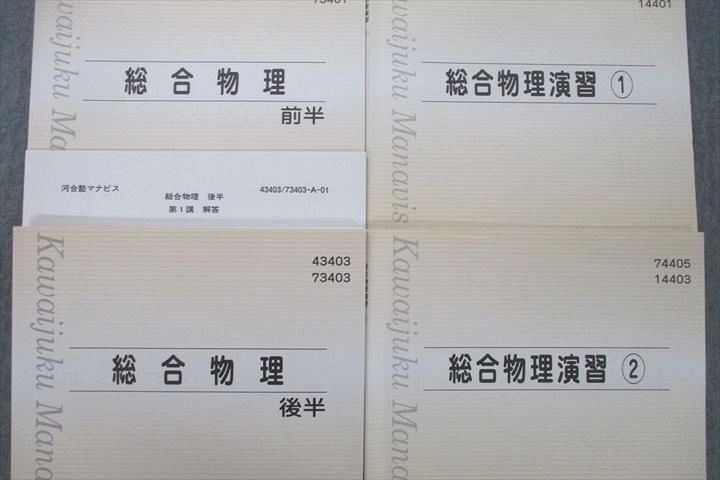 73401
総合物理
前半
Kawaijuku Mana
14401
総合物理演習 ①
Kawaijuku Manavis
河合塾マナビス 総合物理 後半 43403/73403-A-01
第1講 解答
43403
73403
総合物理
後半
Kawaijuku Manavis
74405
14403
総合物理演習 ②
Kawaijuku Mana